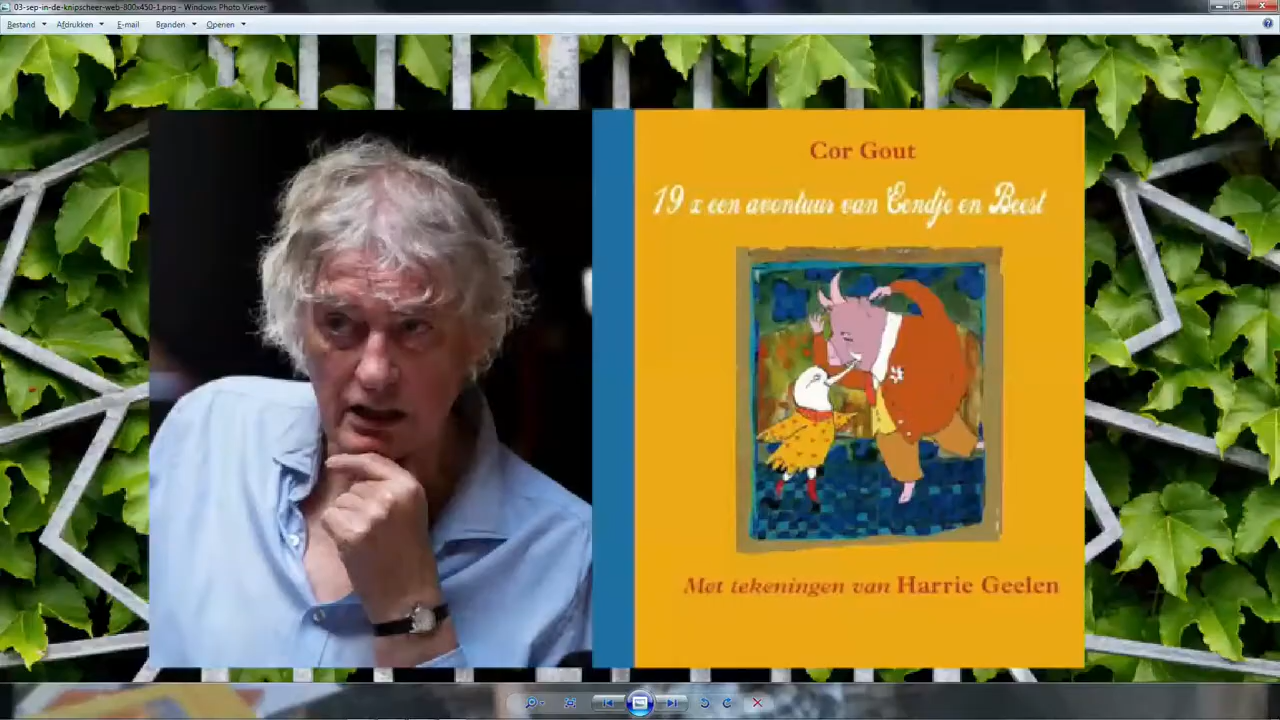 03-sep-in-de-knipscheer-web-800x450-1.png - Windows Photo Viewer
Bestand Afdrukken E-mail Branden Openen
Cor Gout
19 x een avontuur van Eendje en Beest
Met tekeningen van Harrie Geelen